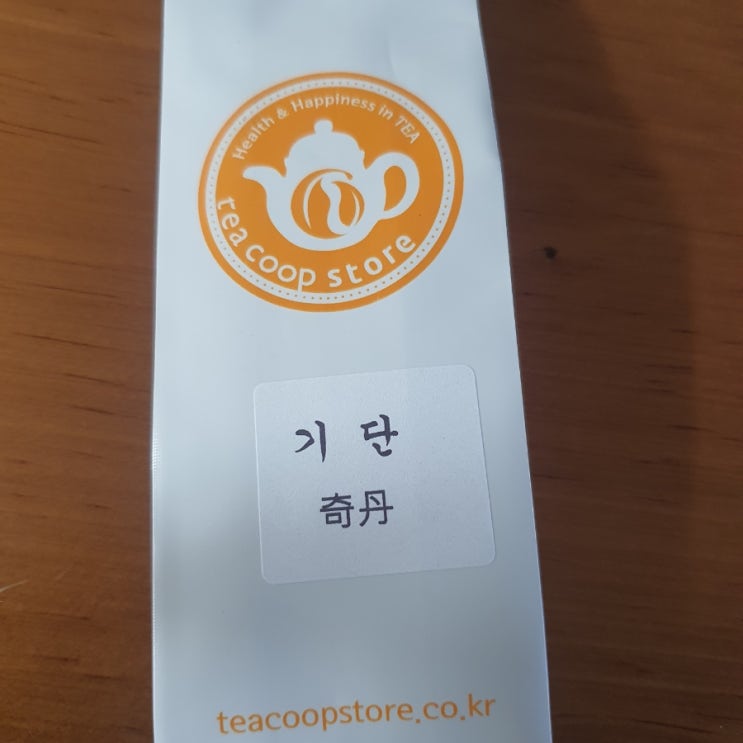 Health & Happiness in TEA
tea coop store
기 단
奇丹
teacoopstore.co.kr